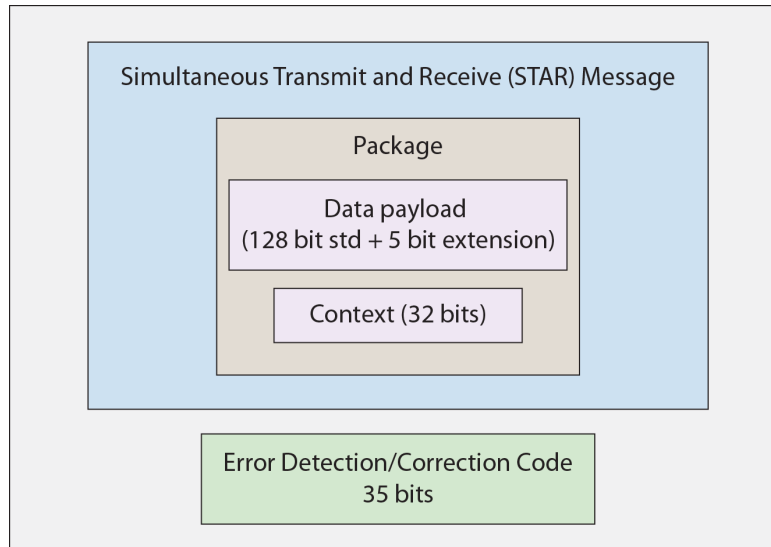 Simultaneous Transmit and Receive (STAR) Message
Package
Data payload
(128 bit std + 5 bit extension)
Context (32 bits)
Error Detection/Correction Code
35 bits